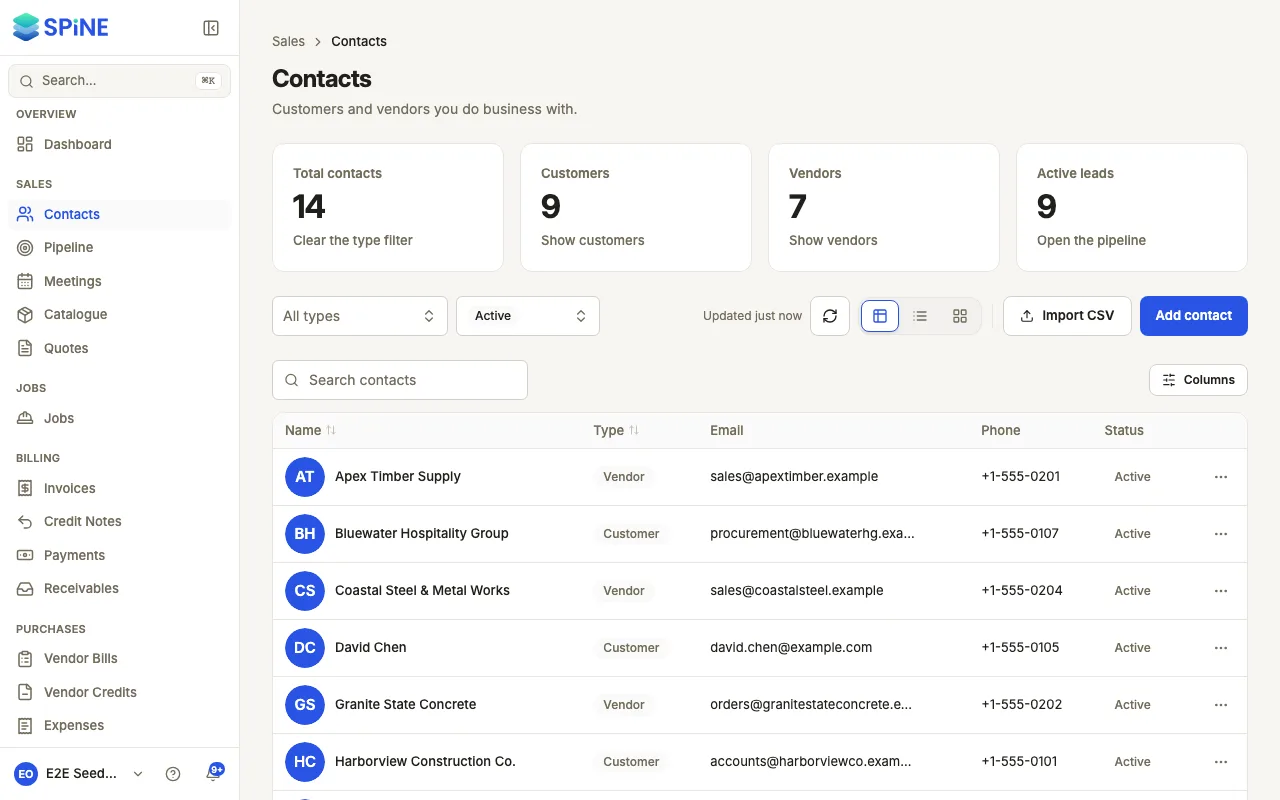 SPiNE
Search...
⌘K
OVERVIEW
Dashboard
SALES
Contacts
Pipeline
Meetings
Catalogue
Quotes
JOBS
Jobs
BILLING
Invoices
Credit Notes
Payments
Receivables
PURCHASES
Vendor Bills
Vendor Credits
Expenses
EO
E2E Seed...
9+
Sales > Contacts
Contacts
Customers and vendors you do business with.
Total contacts
14
Clear the type filter
Customers
9
Show customers
Vendors
7
Show vendors
Active leads
9
Open the pipeline
All types
Active
Updated just now
Import CSV
Add contact
Search contacts
Columns
Name Type Email Phone Status
AT Apex Timber Supply Vendor sales@apextimber.example +1-555-0201 Active
BH Bluewater Hospitality Group Customer procurement@bluewaterhg.exa... +1-555-0107 Active
CS Coastal Steel & Metal Works Vendor sales@coastalsteel.example +1-555-0204 Active
DC David Chen Customer david.chen@example.com +1-555-0105 Active
GS Granite State Concrete Vendor orders@granitestateconcrete.e... +1-555-0202 Active
HC Harborview Construction Co. Customer accounts@harborviewco.exam... +1-555-0101 Active